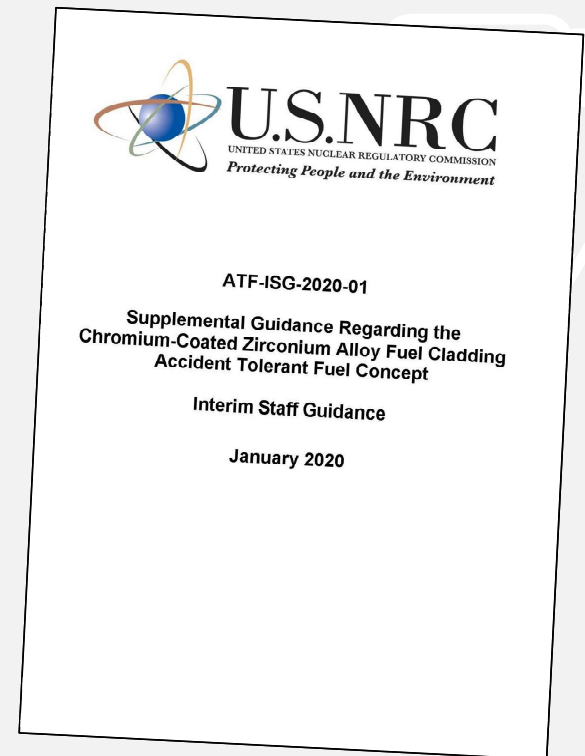 U.S.NRC
UNITED STATES NUCLEAR REGULATORY COMMISSION
Protecting People and the Environment
ATF-ISG-2020-01
Supplemental Guidance Regarding the
Chromium-Coated Zirconium Alloy Fuel Cladding
Accident Tolerant Fuel Concept
Interim Staff Guidance
January 2020